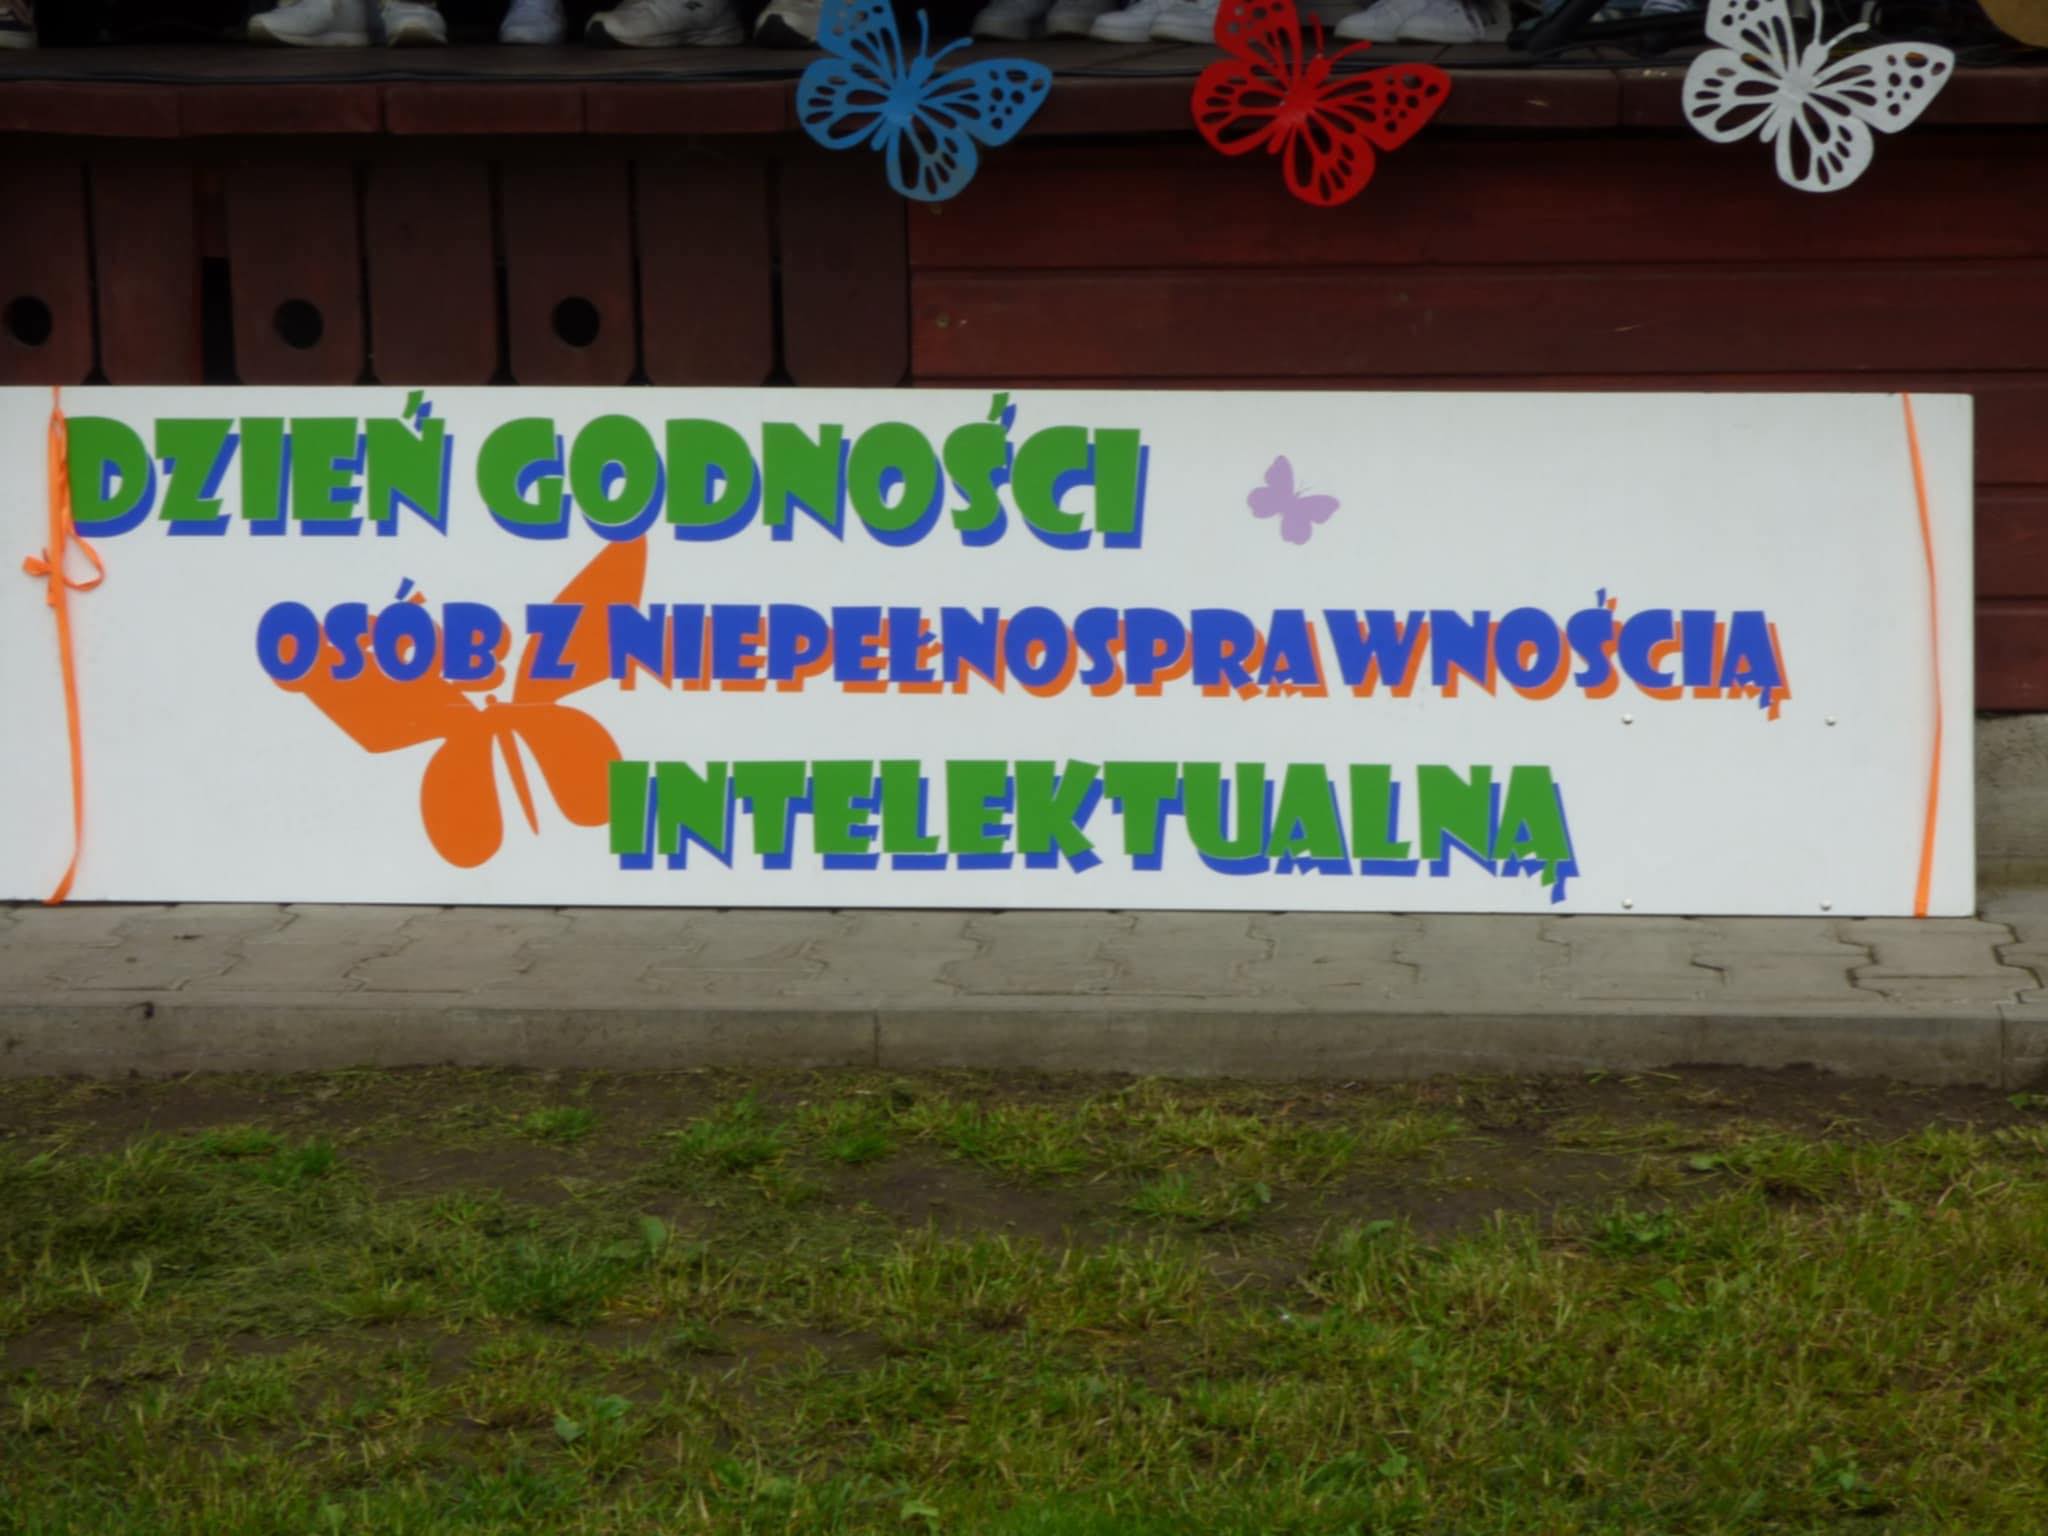 DZIEŃ GODNOŚCI
OSÓB Z NIEPEŁNOSPRAWNOŚCIĄ
INTELEKTUALNĄ